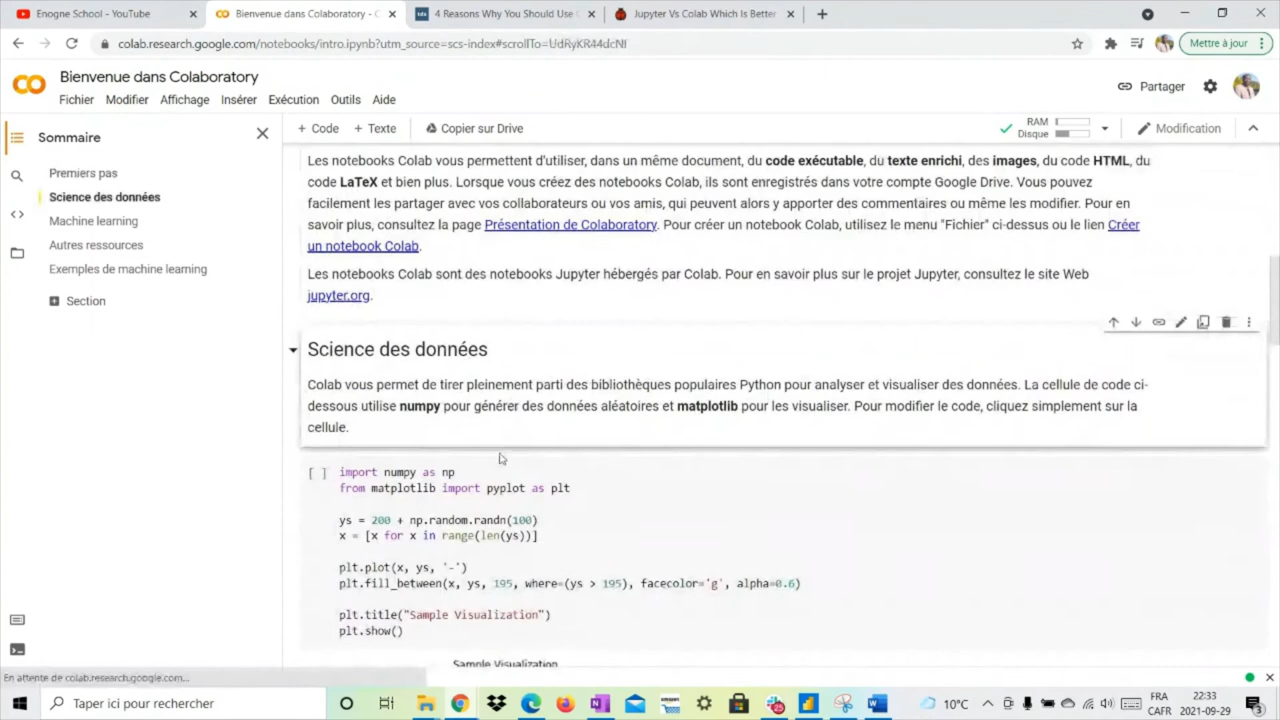 Enogne School - YouTube
Bienvenue dans Colaboratory - C
4 Reasons Why You Should Use
Jupyter Vs Colab Which Is Better
colab.research.google.com/notebooks/intro.ipynb?utm_source=scs-index#scrollTo=UdRyKR44dcNI
Mettre à jour
Bienvenue dans Colaboratory
Fichier Modifier Affichage Insérer Exécution Outils Aide
Partager
Sommaire
+ Code + Texte Copier sur Drive
RAM
Disque
Modification
Premiers pas
Science des données
Machine learning
Autres ressources
Exemples de machine learning
Section
Les notebooks Colab vous permettent d'utiliser, dans un même document, du code exécutable, du texte enrichi, des images, du code HTML, du
code LaTeX et bien plus. Lorsque vous créez des notebooks Colab, ils sont enregistrés dans votre compte Google Drive. Vous pouvez
facilement les partager avec vos collaborateurs ou vos amis, qui peuvent alors y apporter des commentaires ou même les modifier. Pour en
savoir plus, consultez la page Présentation de Colaboratory. Pour créer un notebook Colab, utilisez le menu "Fichier" ci-dessus ou le lien Créer
un notebook Colab.
Les notebooks Colab sont des notebooks Jupyter hébergés par Colab. Pour en savoir plus sur le projet Jupyter, consultez le site Web
jupyter.org.
Science des données
Colab vous permet de tirer pleinement parti des bibliothèques populaires Python pour analyser et visualiser des données. La cellule de code ci-
dessous utilise numpy pour générer des données aléatoires et matplotlib pour les visualiser. Pour modifier le code, cliquez simplement sur la
cellule.
[ ] import numpy as np
from matplotlib import pyplot as plt
ys = 200 + np.random.randn(100)
x = [x for x in range(len(ys))]
plt.plot(x, ys, '-')
plt.fill_between(x, ys, 195, where=(ys > 195), facecolor='g', alpha=0.6)
plt.title("Sample Visualization")
plt.show()
Sample Visualization
En attente de colab.research.google.com...
Taper ici pour rechercher
10°C
FRA
CAFR
22:33
2021-09-29